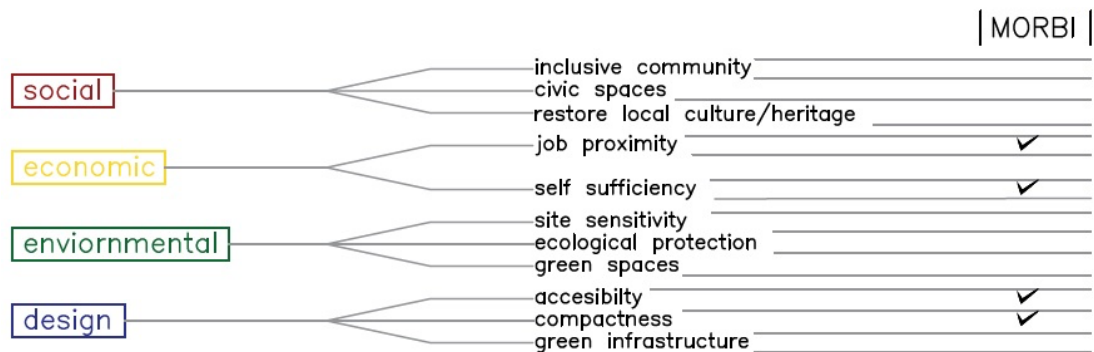 MORBI
social
inclusive community
civic spaces
restore local culture/heritage
economic
job proximity
self sufficiency
enviornmental
site sensitivity
ecological protection
green spaces
design
accesibilty
compactness
green infrastructure